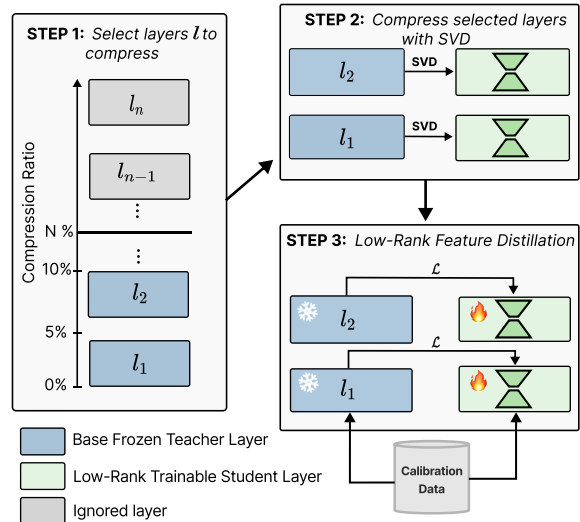 STEP 1: Select layers l to
compress
l_n
l_{n−1}
⋮
N %
⋮
10%
l_2
5%
l_1
0%
Compression Ratio
STEP 2: Compress selected layers
with SVD
l_2
SVD
l_1
SVD
STEP 3: Low-Rank Feature Distillation
ℒ
l_2
ℒ
l_1
Calibration
Data
Base Frozen Teacher Layer
Low-Rank Trainable Student Layer
Ignored layer